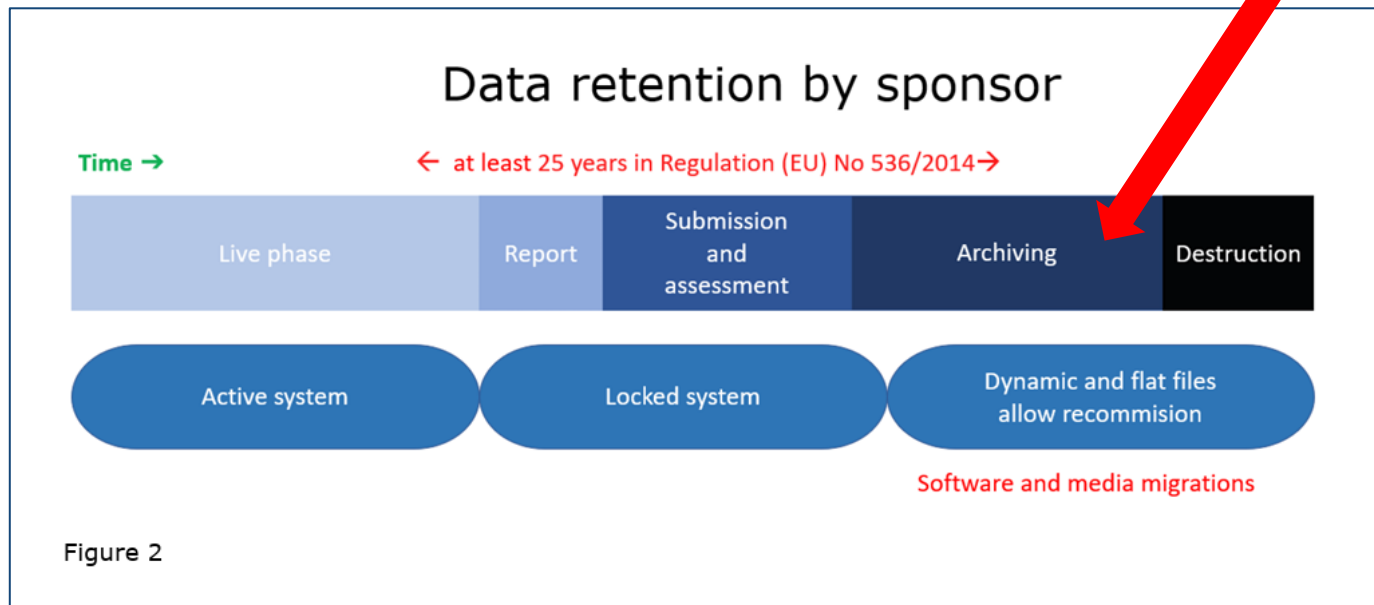 Data retention by sponsor
Time →
← at least 25 years in Regulation (EU) No 536/2014→
Live phase
Report
Submission
and
assessment
Archiving
Destruction
Active system
Locked system
Dynamic and flat files
allow recommision
Software and media migrations
Figure 2